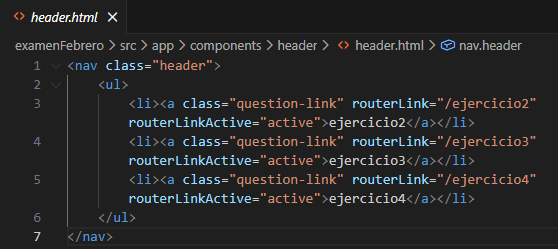 header.html
examenFebrero > src > app > components > header > header.html > nav.header
1 <nav class="header">
2 <ul>
3 <li><a class="question-link" routerLink="/ejercicio2"
routerLinkActive="active">ejercicio2</a></li>
4 <li><a class="question-link" routerLink="/ejercicio3"
routerLinkActive="active">ejercicio3</a></li>
5 <li><a class="question-link" routerLink="/ejercicio4"
routerLinkActive="active">ejercicio4</a></li>
6 </ul>
7 </nav>